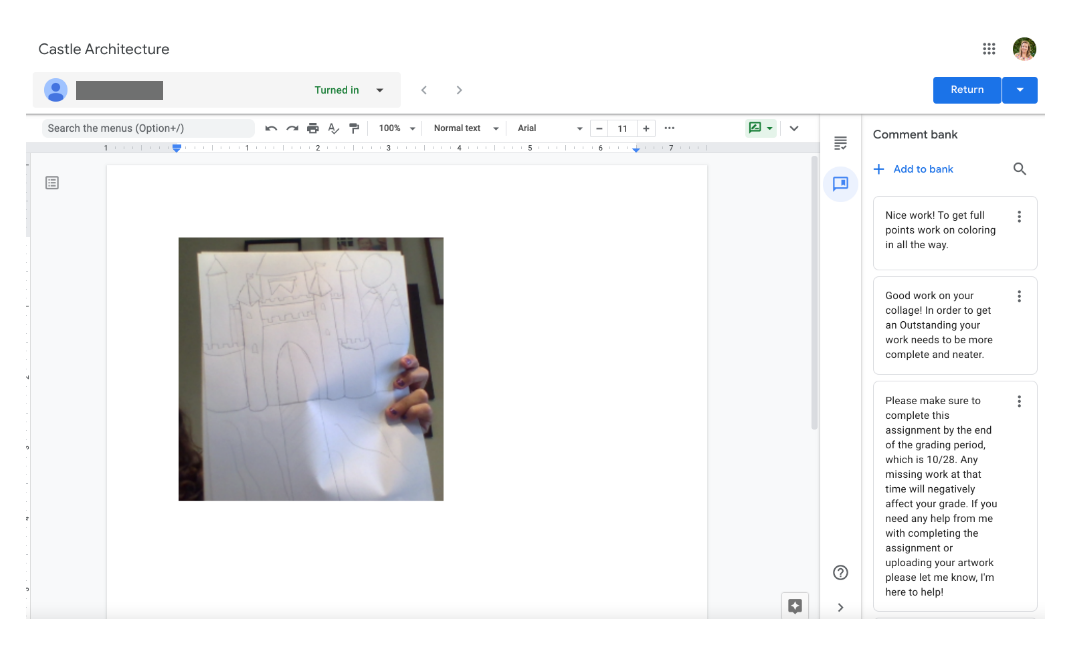 Castle Architecture
Turned in
Return
Search the menus (Option+/)
100%
Normal text
Arial
11
1 1 2 3 4 5 6 7
Comment bank
Add to bank
Nice work! To get full
points work on coloring
in all the way.
Good work on your
collage! In order to get
an Outstanding your
work needs to be more
complete and neater.
Please make sure to
complete this
assignment by the end
of the grading period,
which is 10/28. Any
missing work at that
time will negatively
affect your grade. If you
need any help from me
with completing the
assignment or
uploading your artwork
please let me know, I'm
here to help!